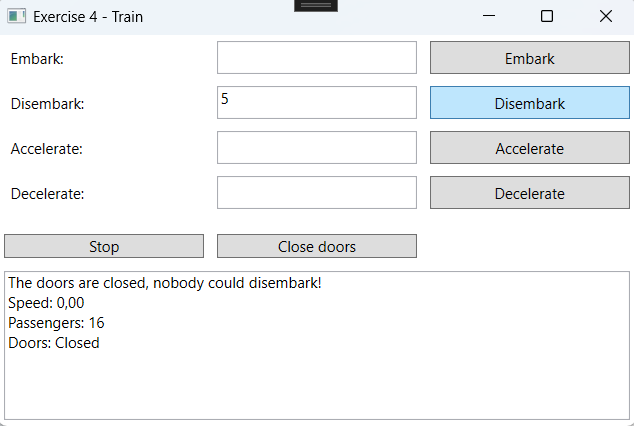 Exercise 4 - Train
Embark:
Embark
Disembark:
5
Disembark
Accelerate:
Accelerate
Decelerate:
Decelerate
Stop
Close doors
The doors are closed, nobody could disembark!
Speed: 0,00
Passengers: 16
Doors: Closed